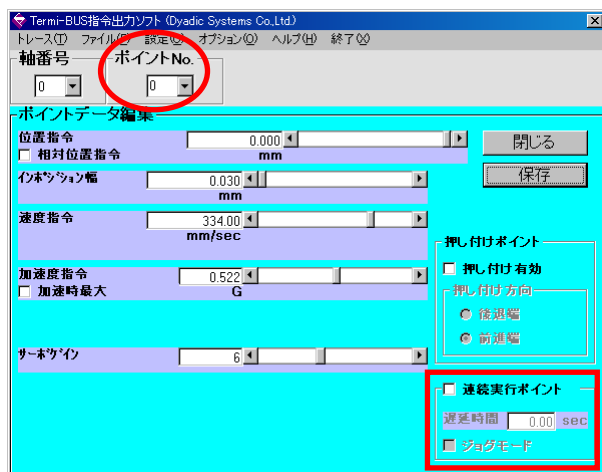 Termi-BUS指令出力ソフト (Dyadic Systems Co.,Ltd.)
トレース(T) ファイル(F) 設定(C) オプション(O) ヘルプ(H) 終了(X)
軸番号 ポイントNo.
0 0
ポイントデータ編集
位置指令 0.000
相対位置指令 mm
閉じる
インポジション幅 0.030
mm
保存
速度指令 334.00
mm/sec
押し付けポイント
加速度指令 0.522
加速時最大 G
押し付け有効
押し付け方向
後退端
前進端
サーボゲイン 6
連続実行ポイント
遅延時間 0.00 sec
ジョグモード